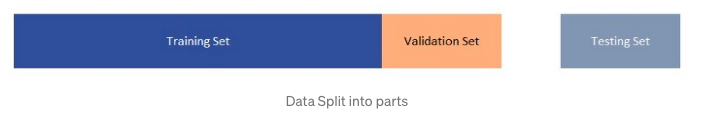 Training Set
Validation Set
Testing Set
Data Split into parts